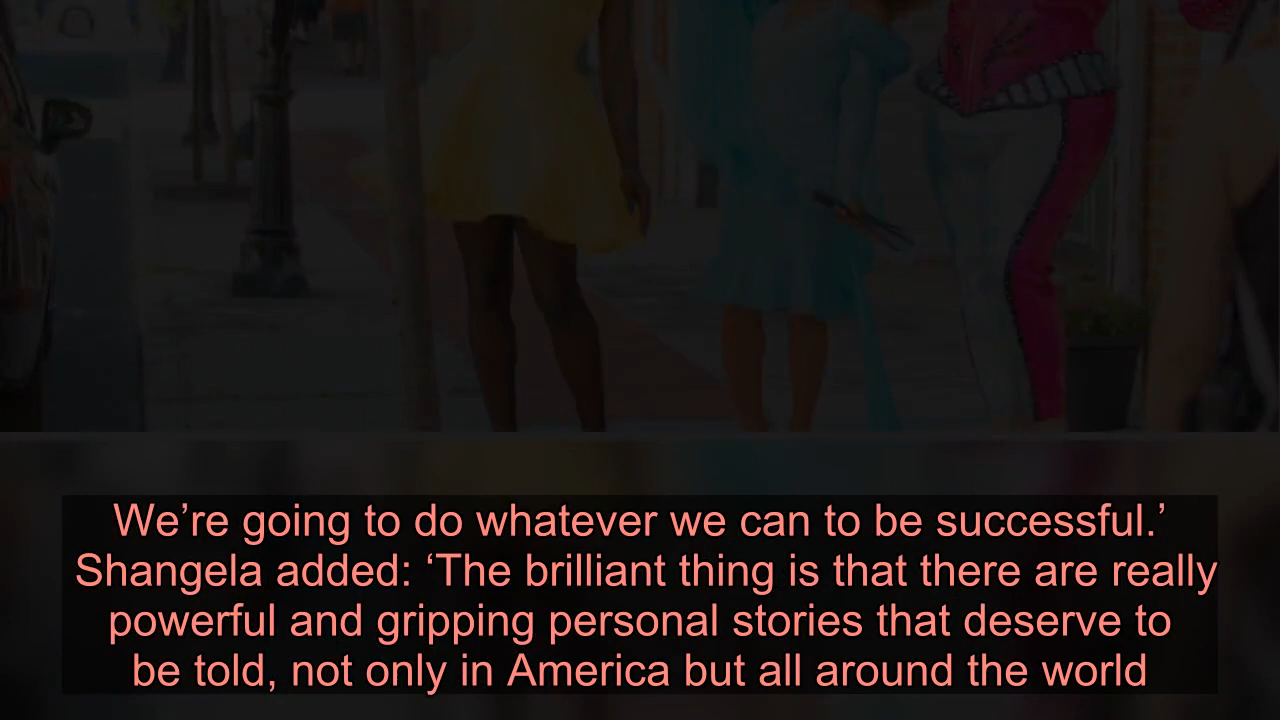 We’re going to do whatever we can to be successful.’
Shangela added: ‘The brilliant thing is that there are really
powerful and gripping personal stories that deserve to
be told, not only in America but all around the world